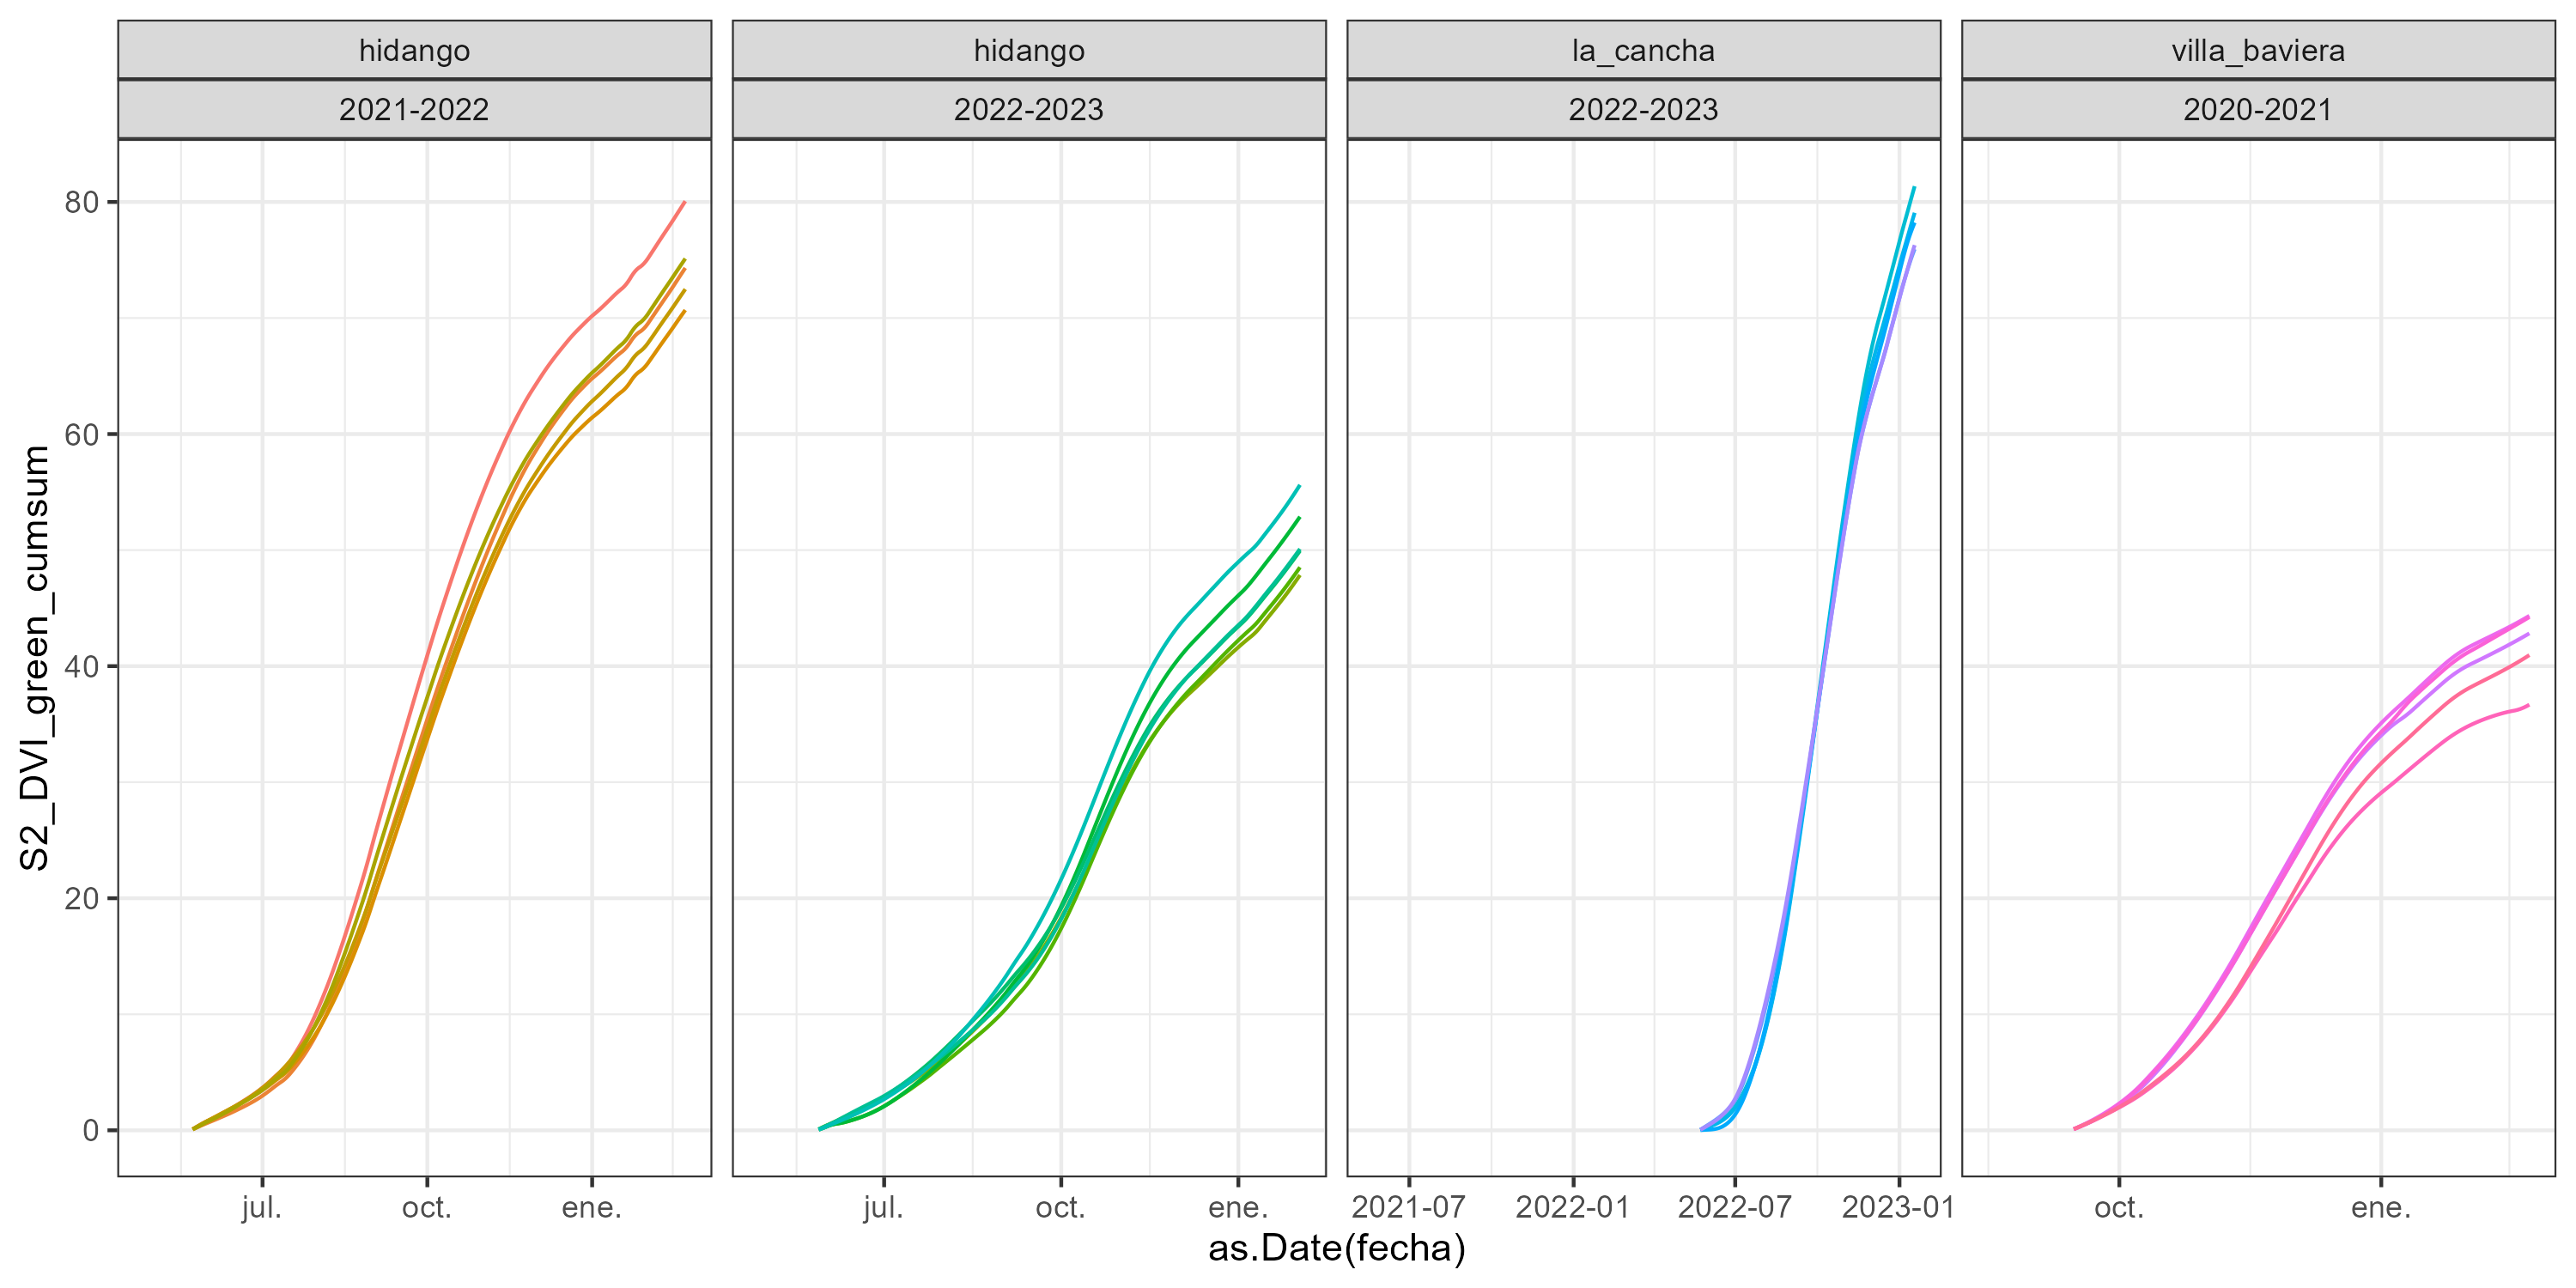 hidango
hidango
la_cancha
villa_baviera
2021-2022
2022-2023
2022-2023
2020-2021
S2_DVI_green_cumsum
80
60
40
20
0
jul.
oct.
ene.
jul.
oct.
ene.
2021-07
2022-01
2022-07
2023-01
oct.
ene.
as.Date(fecha)